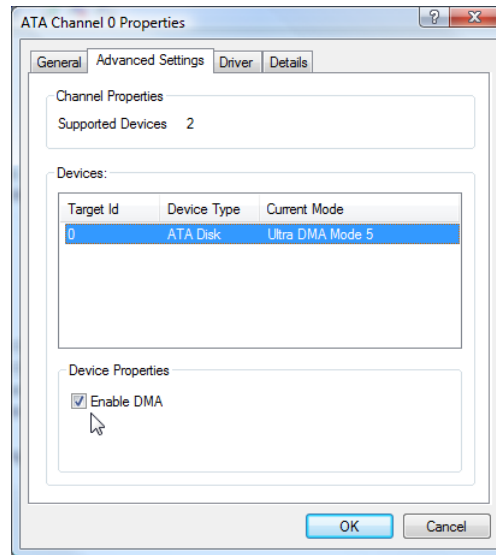 ATA Channel 0 Properties
General Advanced Settings Driver Details
Channel Properties
Supported Devices 2
Devices:
Target Id Device Type Current Mode
0 ATA Disk Ultra DMA Mode 5
Device Properties
Enable DMA
OK Cancel